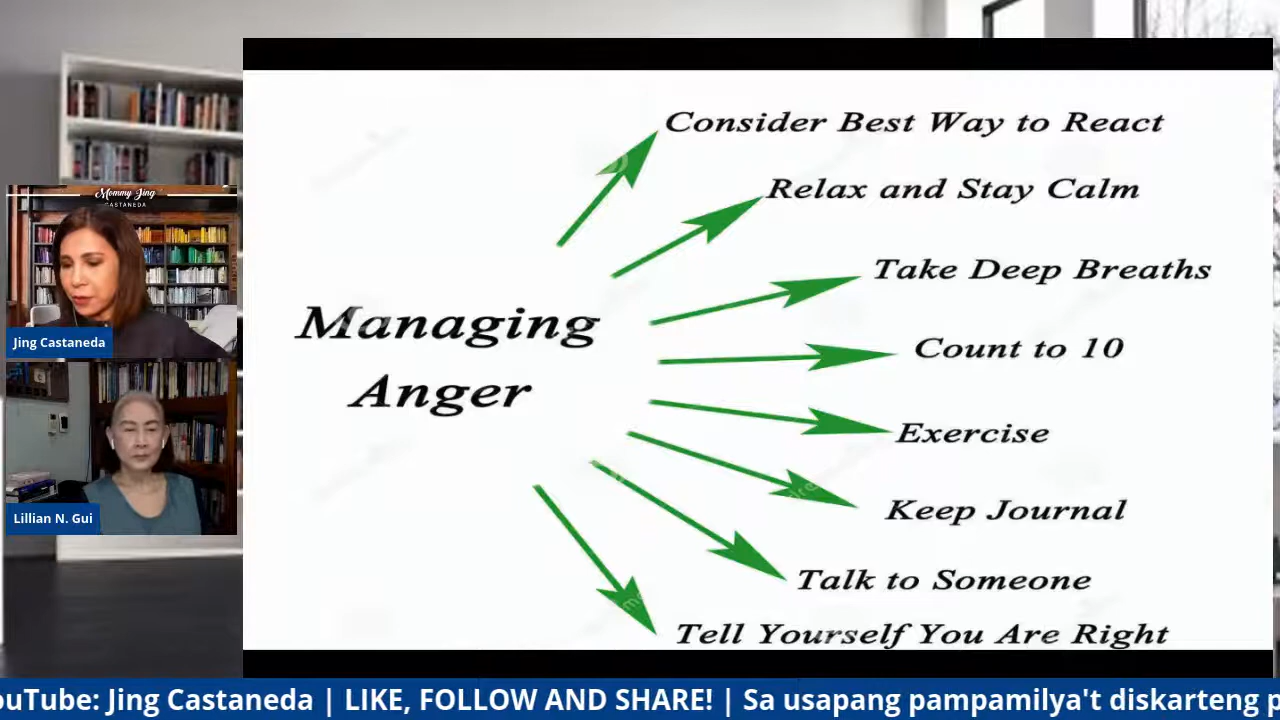 Mommy Jing
CASTANEDA
Jing Castaneda
Lillian N. Gui
Managing
Anger
Consider Best Way to React
Relax and Stay Calm
Take Deep Breaths
Count to 10
Exercise
Keep Journal
Talk to Someone
Tell Yourself You Are Right
ouTube: Jing Castaneda | LIKE, FOLLOW AND SHARE! | Sa usapang pampamilya't diskarteng p